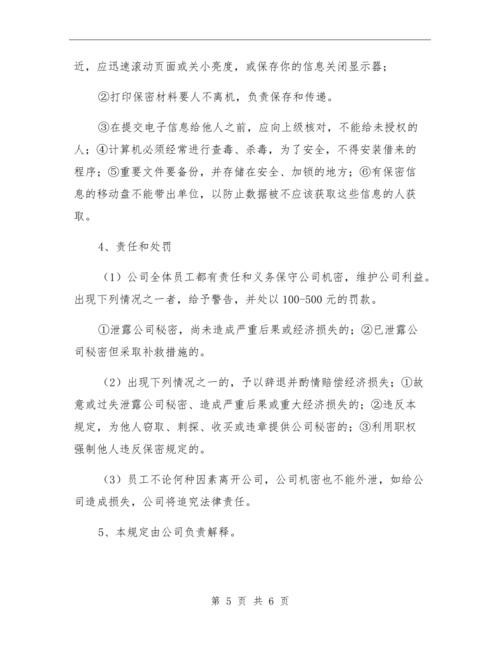 近，应迅速滚动页面或关小亮度，或保存你的信息关闭显示器；
②打印保密材料要人不离机，负责保存和传递。
③在提交电子信息给他人之前，应向上级核对，不能给未授权的
人；④计算机必须经常进行查毒、杀毒，为了安全，不得安装借来的
程序；⑤重要文件要备份，并存储在安全、加锁的地方；⑥有保密信
息的移动盘不能带出单位，以防止数据被不应该获取这些信息的人获
取。
4、责任和处罚
（1）公司全体员工都有责任和义务保守公司机密，维护公司利益。
出现下列情况之一者，给予警告，并处以 100-500 元的罚款。
①泄露公司秘密，尚未造成严重后果或经济损失的；②已泄露公
司秘密但采取补救措施的。
（2）出现下列情况之一的，予以辞退并酌情赔偿经济损失；①故
意或过失泄露公司秘密、造成严重后果或重大经济损失的；②违反本
规定，为他人窃取、刺探、收买或违章提供公司秘密的；③利用职权
强制他人违反保密规定的。
（3）员工不论何种因素离开公司，公司机密也不能外泄，如给公
司造成损失，公司将追究法律责任。
5、本规定由公司负责解释。
第 5 页 共 6 页